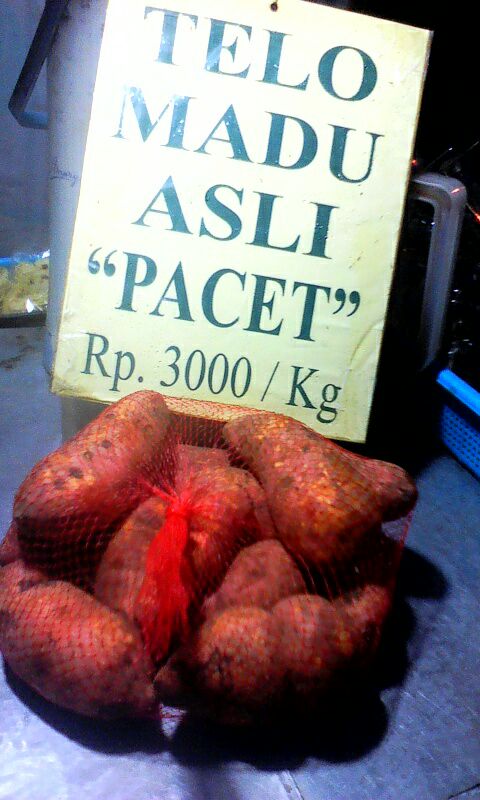 TELO
MADU
ASLI
“PACET”
Rp. 3000 / Kg